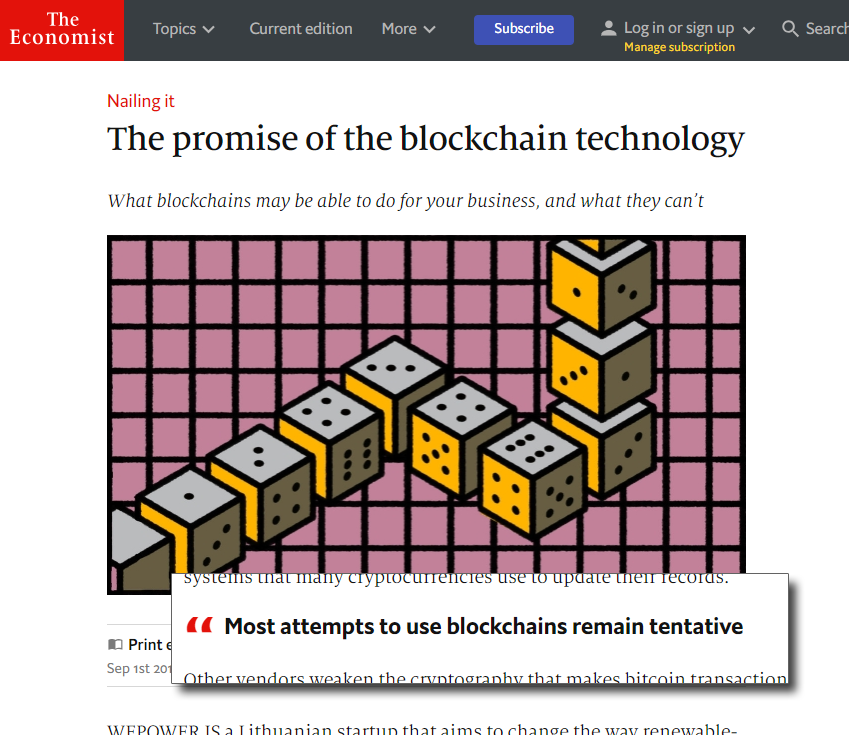 The
Economist
Topics
Current edition
More
Subscribe
Log in or sign up
Manage subscription
Search
Nailing it
The promise of the blockchain technology
What blockchains may be able to do for your business, and what they can’t
systems that many cryptocurrencies use to update their records.
“ Most attempts to use blockchains remain tentative
Print e
Sep 1st 201
Other vendors weaken the cryptography that makes bitcoin transaction
WEPOWER IS a Lithuanian startup that aims to change the way renewable-